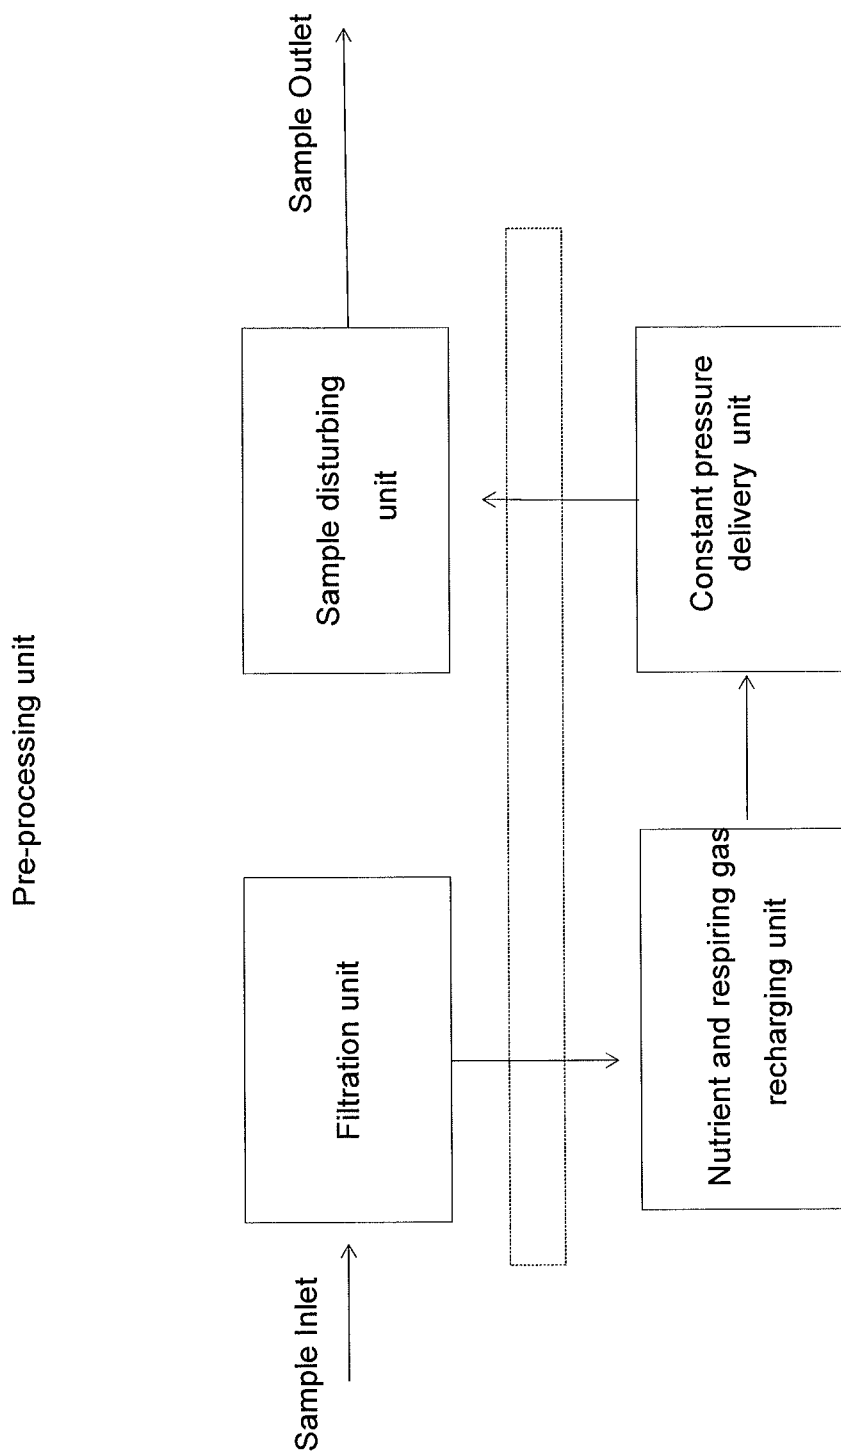 Pre-processing unit
Sample Inlet
Filtration unit
Sample disturbing
unit
Sample Outlet
Nutrient and respiring gas
recharging unit
Constant pressure
delivery unit